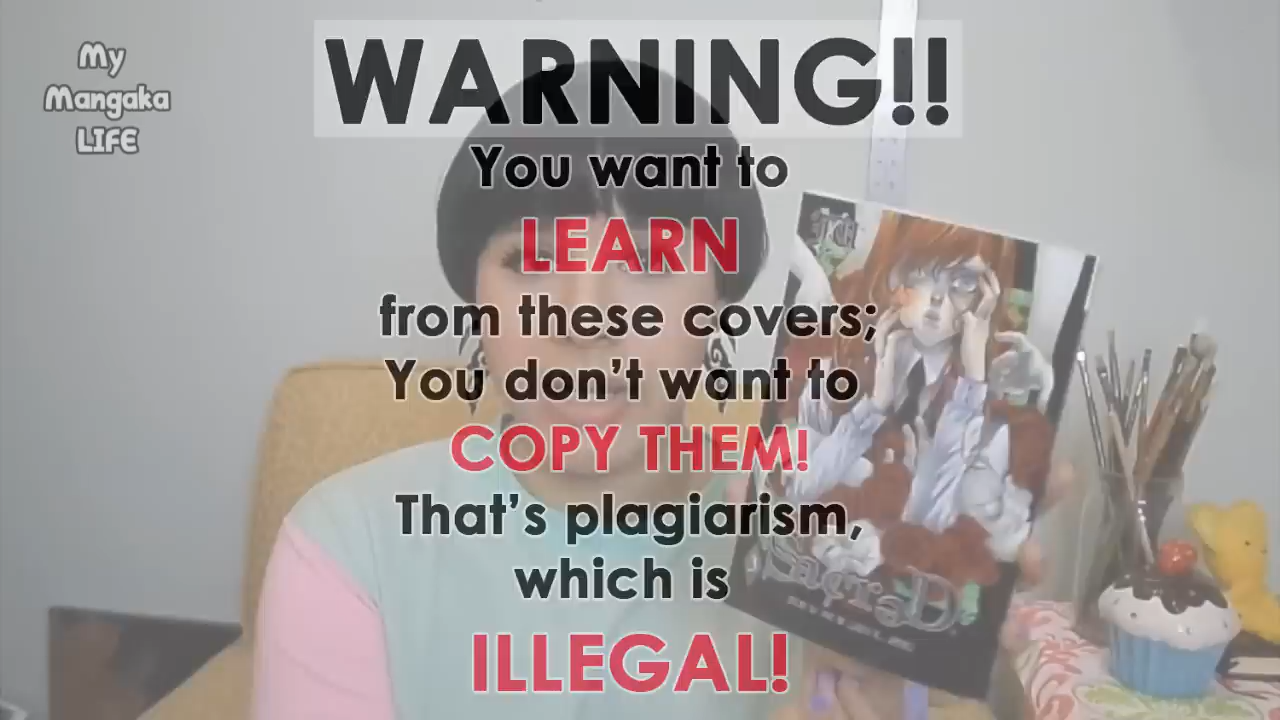 My
Mangaka
LIFE
WARNING!!
You want to
LEARN
from these covers;
You don't want to
COPY THEM!
That's plagiarism,
which is
ILLEGAL!